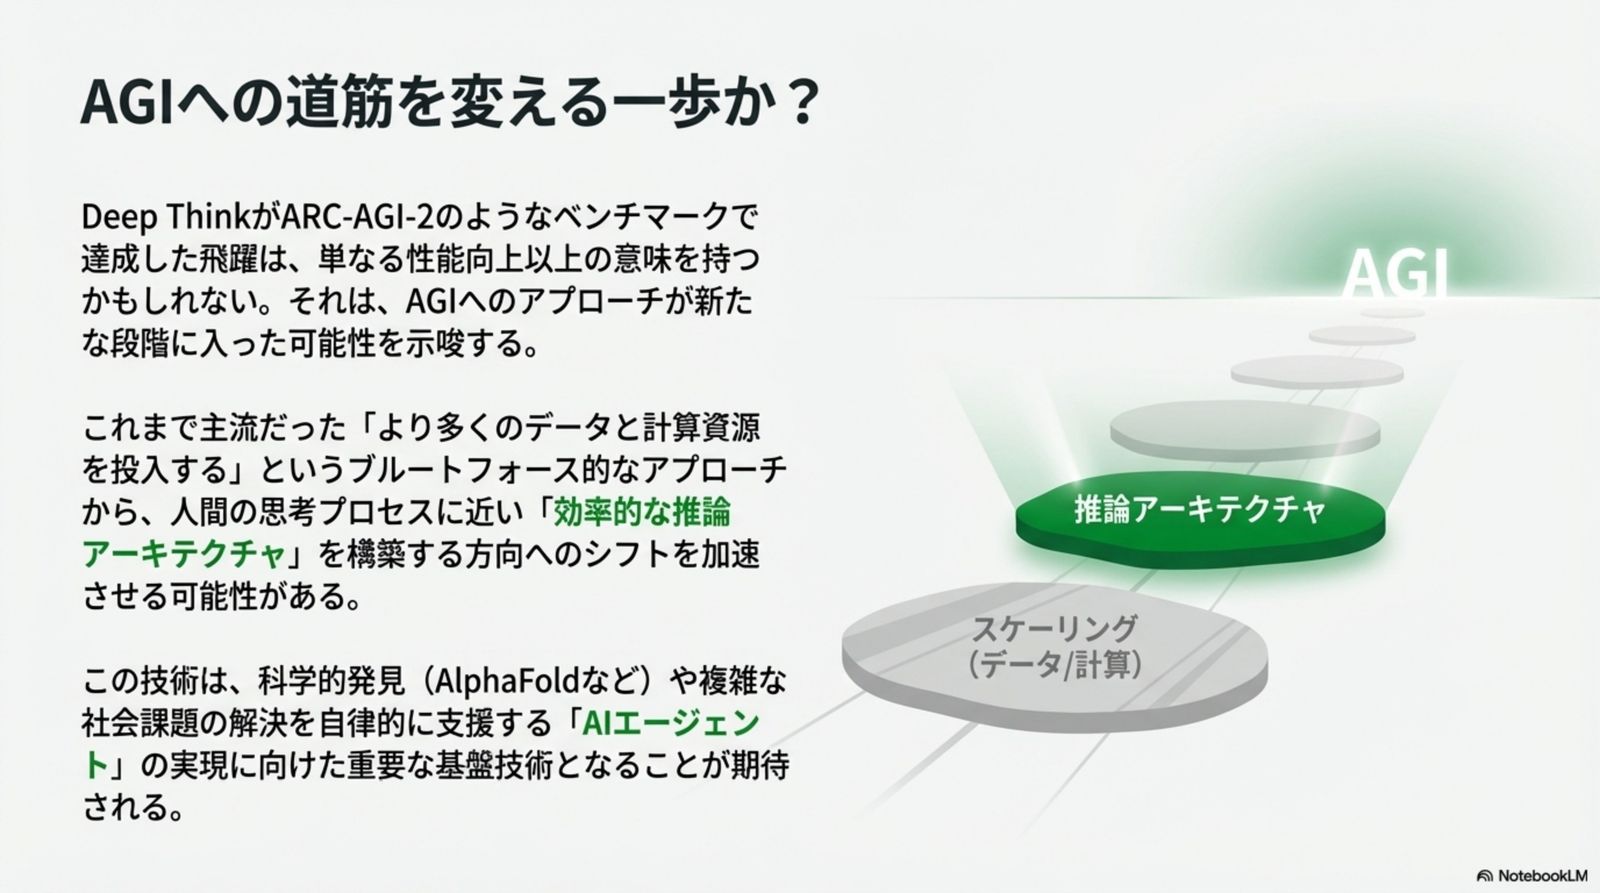 AGIへの道筋を変える一歩か？
Deep ThinkがARC-AGI-2のようなベンチマークで
達成した飛躍は、単なる性能向上以上の意味を持つ
かもしれない。それは、AGIへのアプローチが新た
な段階に入った可能性を示唆する。
これまで主流だった「より多くのデータと計算資源
を投入する」というブルートフォース的なアプローチ
から、人間の思考プロセスに近い「効率的な推論
アーキテクチャ」を構築する方向へのシフトを加速
させる可能性がある。
この技術は、科学的発見（AlphaFoldなど）や複雑な
社会課題の解決を自律的に支援する「AIエージェン
ト」の実現に向けた重要な基盤技術となることが期待
される。
AGI
推論アーキテクチャ
スケーリング
（データ/計算）
NotebookLM